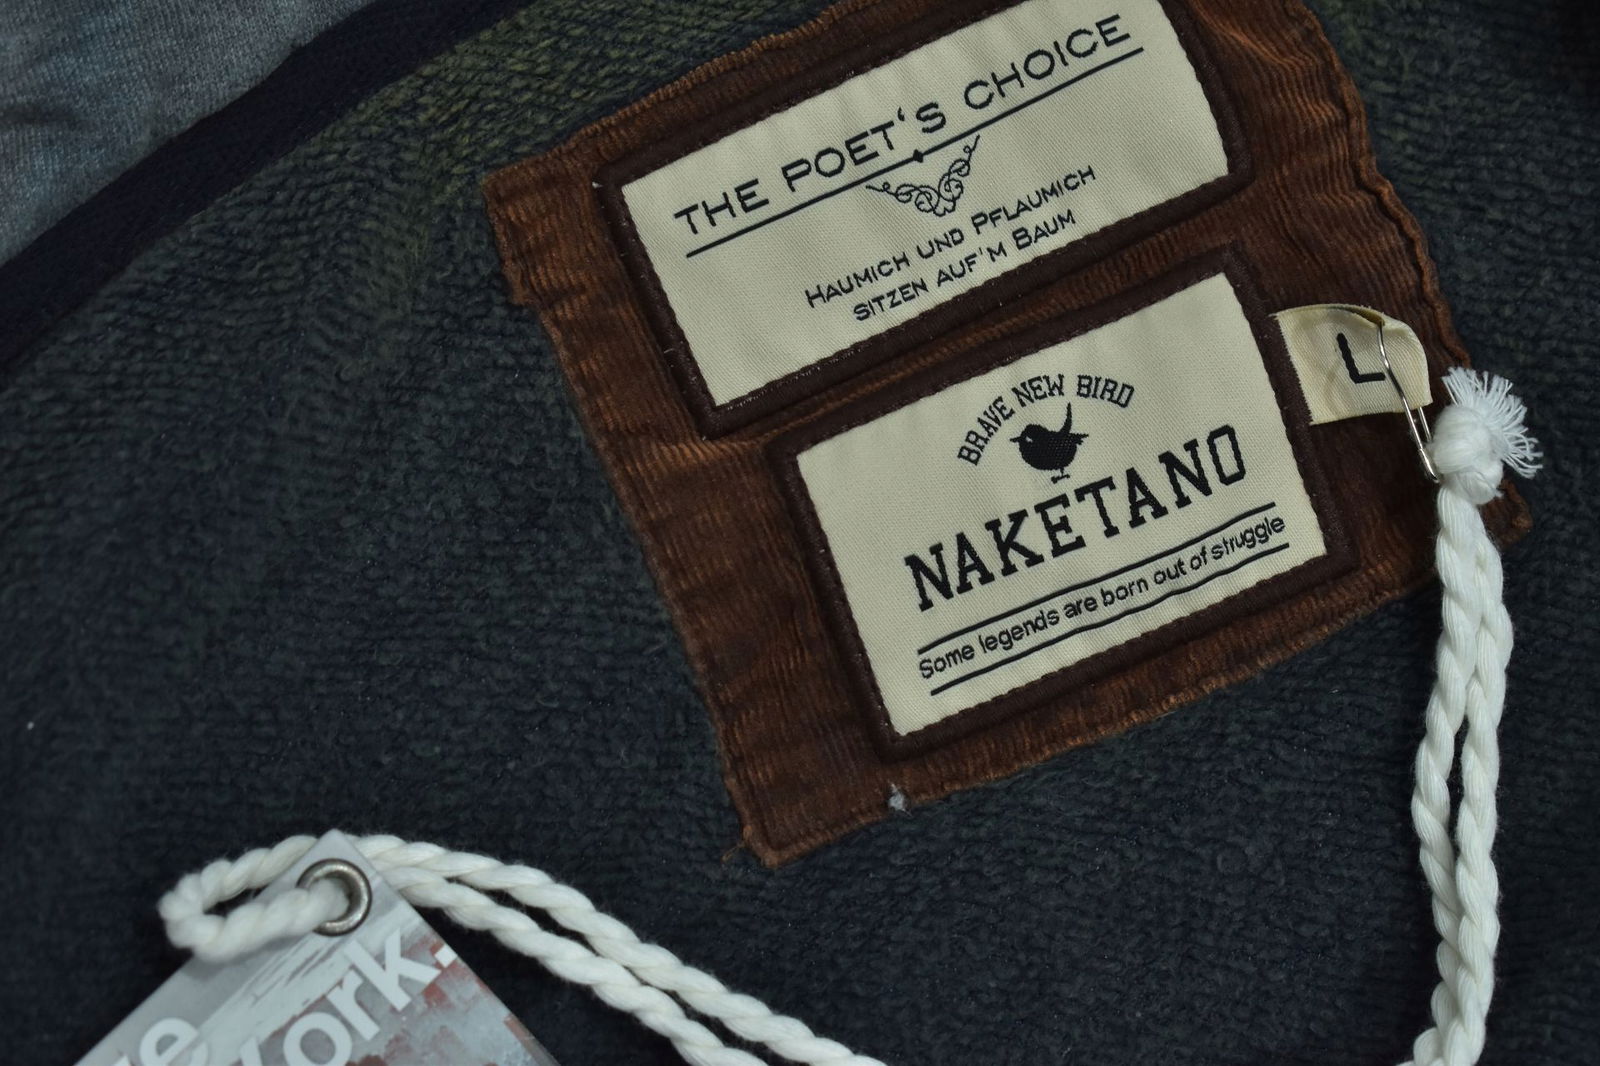 THE POET'S CHOICE
HAUMICH UND PFLAUMICH
SITZEN AUF'M BAUM
BRAVE NEW BIRD
NAKETANO
Some legends are born out of struggle
L